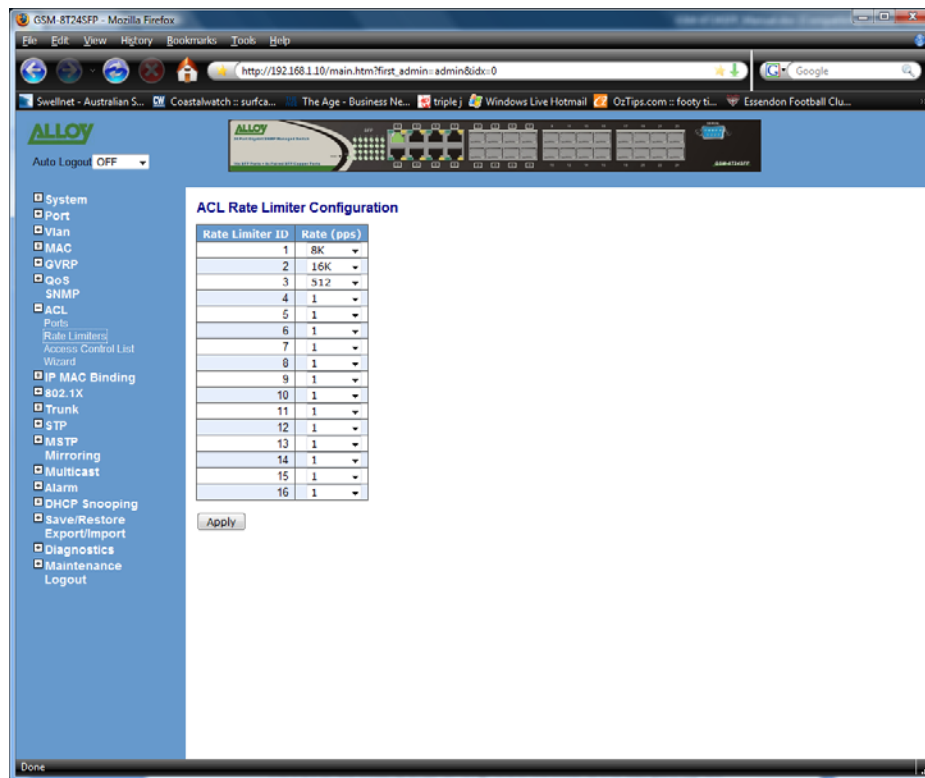 GSM-8T24SFP - Mozilla Firefox
File Edit View History Bookmarks Tools Help
http://192.168.1.10/main.htm?first_admin=admin&idx=0
Google
Swellnet - Australian S... CW Coastalwatch :: surfca... The Age - Business Ne... triple j Windows Live Hotmail OzTips.com :: footy ti... Essendon Football Clu...
ALLOY
Auto Logout OFF
ALLOY
SFP
GSM-8T24SFP
System
Port
Vlan
MAC
GVRP
QoS
SNMP
ACL
Ports
Rate Limiters
Access Control List
Wizard
IP MAC Binding
802.1X
Trunk
STP
MSTP
Mirroring
Multicast
Alarm
DHCP Snooping
Save/Restore
Export/Import
Diagnostics
Maintenance
Logout
ACL Rate Limiter Configuration
Rate Limiter ID Rate (pps)
1 8K
2 16K
3 512
4 1
5 1
6 1
7 1
8 1
9 1
10 1
11 1
12 1
13 1
14 1
15 1
16 1
Apply
Done